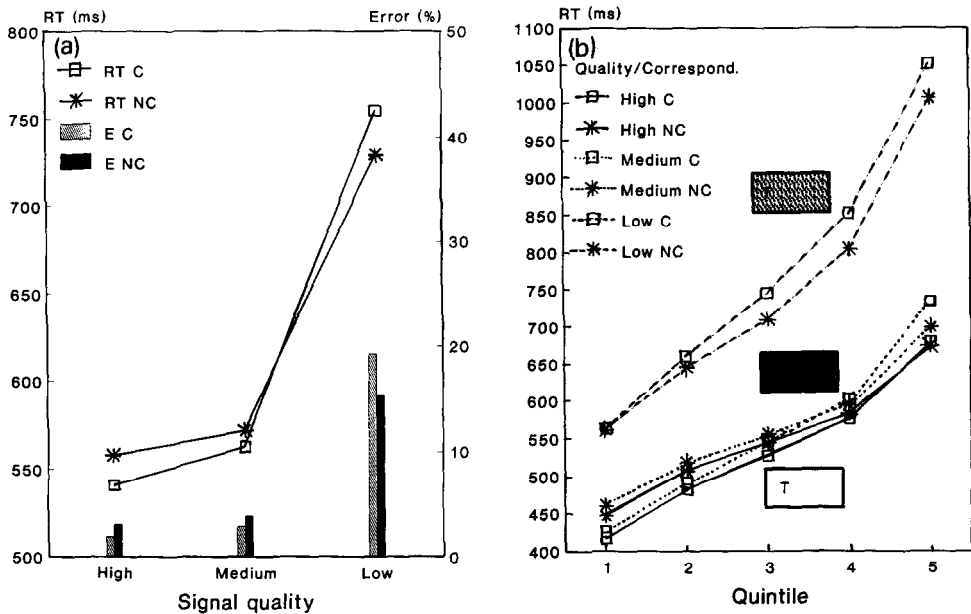 RT (ms)
Error (%)
800
750
700
650
600
550
500
50
40
30
20
10
0
(a)
RT C
RT NC
E C
E NC
High
Medium
Low
Signal quality
RT (ms)
1100
1050
1000
950
900
850
800
750
700
650
600
550
500
450
400
(b)
Quality/Correspond.
High C
High NC
Medium C
Medium NC
Low C
Low NC
T
1
2
3
4
5
Quintile